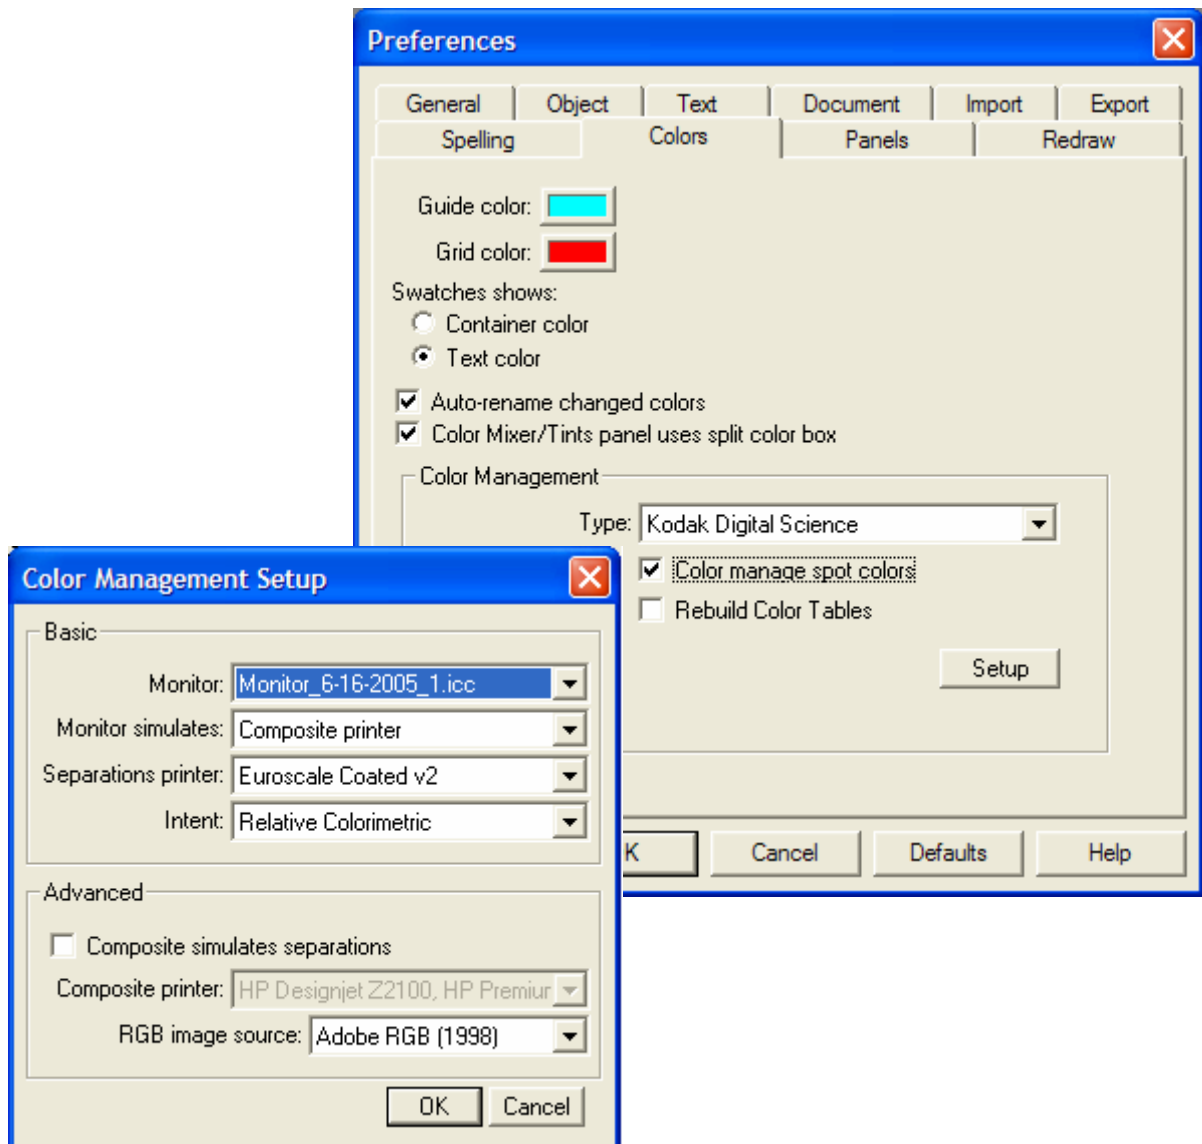 Preferences
General Object Text Document Import Export
Spelling Colors Panels Redraw
Guide color:
Grid color:
Swatches shows:
Container color
Text color
Auto-rename changed colors
Color Mixer/Tints panel uses split color box
Color Management
Type: Kodak Digital Science
Color manage spot colors
Rebuild Color Tables
Setup
K Cancel Defaults Help
Color Management Setup
Basic
Monitor: Monitor_6-16-2005_1.icc
Monitor simulates: Composite printer
Separations printer: Euroscale Coated v2
Intent: Relative Colorimetric
Advanced
Composite simulates separations
Composite printer: HP Designjet Z2100, HP Premiur
RGB image source: Adobe RGB (1998)
OK Cancel